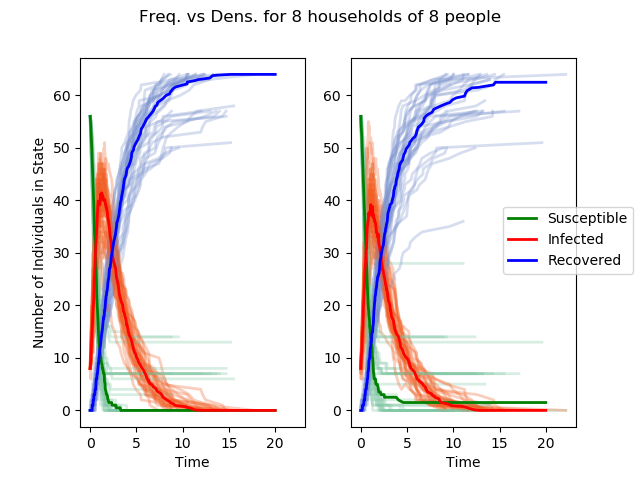 Freq. vs Dens. for 8 households of 8 people
Number of Individuals in State
60
50
40
30
20
10
0
0 5 10 15 20
Time
60
50
40
30
20
10
0
0 5 10 15 20
Time
Susceptible
Infected
Recovered